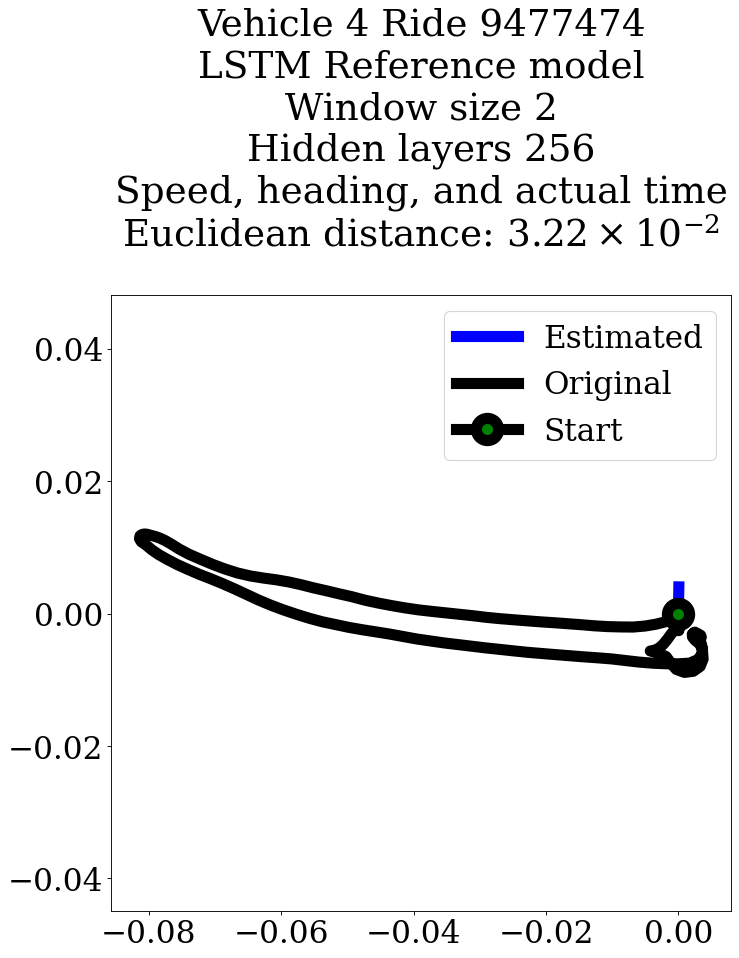 Vehicle 4 Ride 9477474
LSTM Reference model
Window size 2
Hidden layers 256
Speed, heading, and actual time
Euclidean distance: 3.22 × 10⁻²
Estimated
Original
Start
0.04
0.02
0.00
−0.02
−0.04
−0.08 −0.06 −0.04 −0.02 0.00